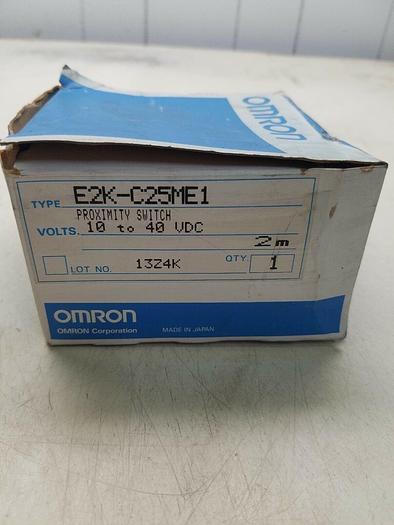 OMRON
TYPE E2K-C25ME1
PROXIMITY SWITCH
VOLTS. 10 to 40 VDC
2m
LOT NO. 13Z4K QTY. 1
OMRON
OMRON Corporation MADE IN JAPAN